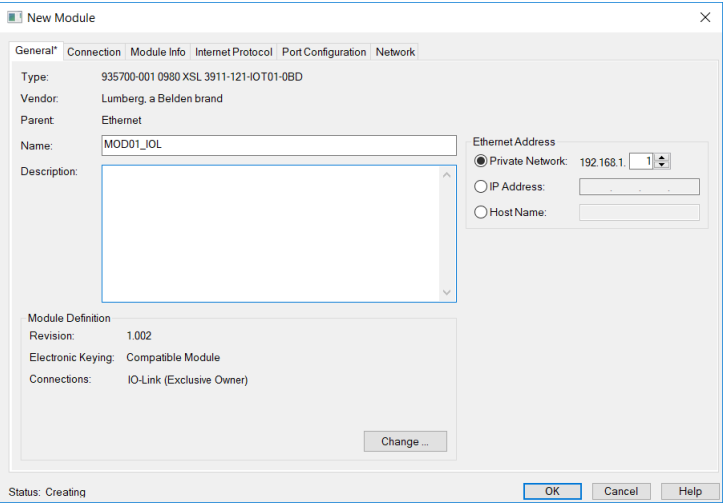 New Module
General* Connection Module Info Internet Protocol Port Configuration Network
Type: 935700-001 0980 XSL 3911-121-IOT01-0BD
Vendor: Lumberg, a Belden brand
Parent: Ethernet
Name: MOD01_IOL
Description:
Ethernet Address
Private Network: 192.168.1. 1
IP Address: . . .
Host Name:
Module Definition
Revision: 1.002
Electronic Keying: Compatible Module
Connections: IO-Link (Exclusive Owner)
Change ...
Status: Creating
OK Cancel Help